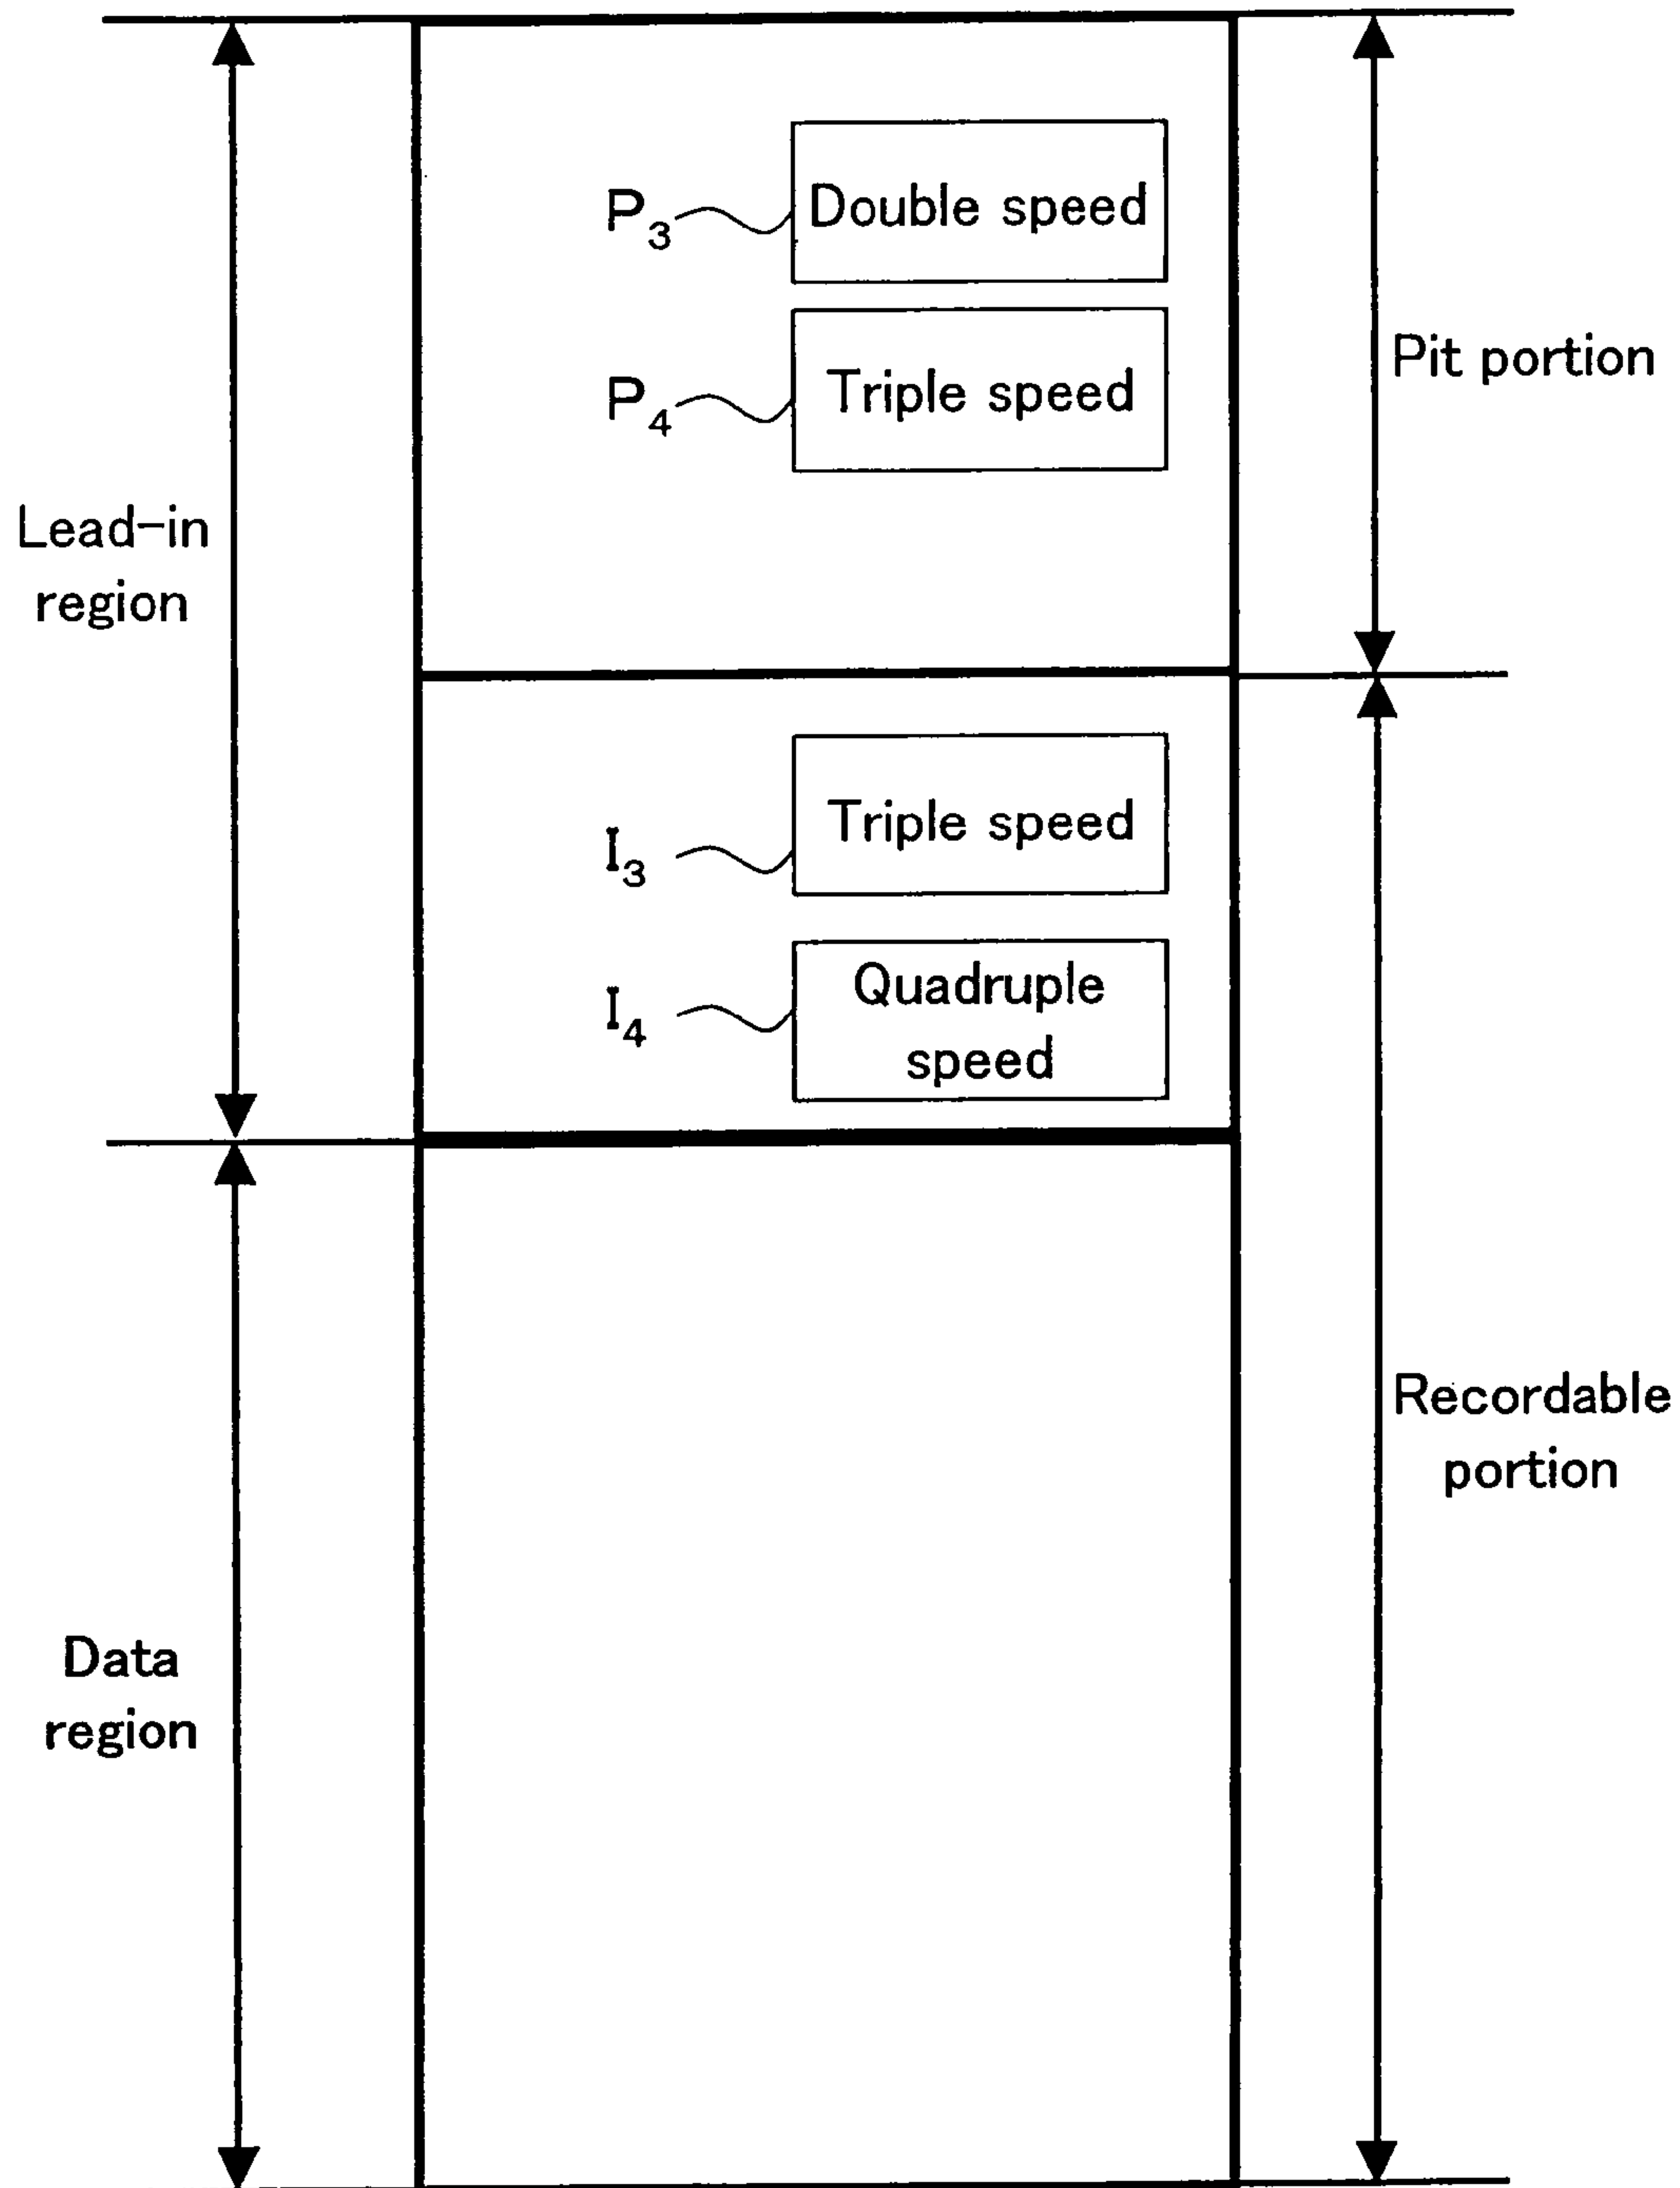 Double speed
P3
Triple speed
P4
Pit portion
Lead-in
region
Triple speed
I3
Quadruple
speed
I4
Recordable
portion
Data
region